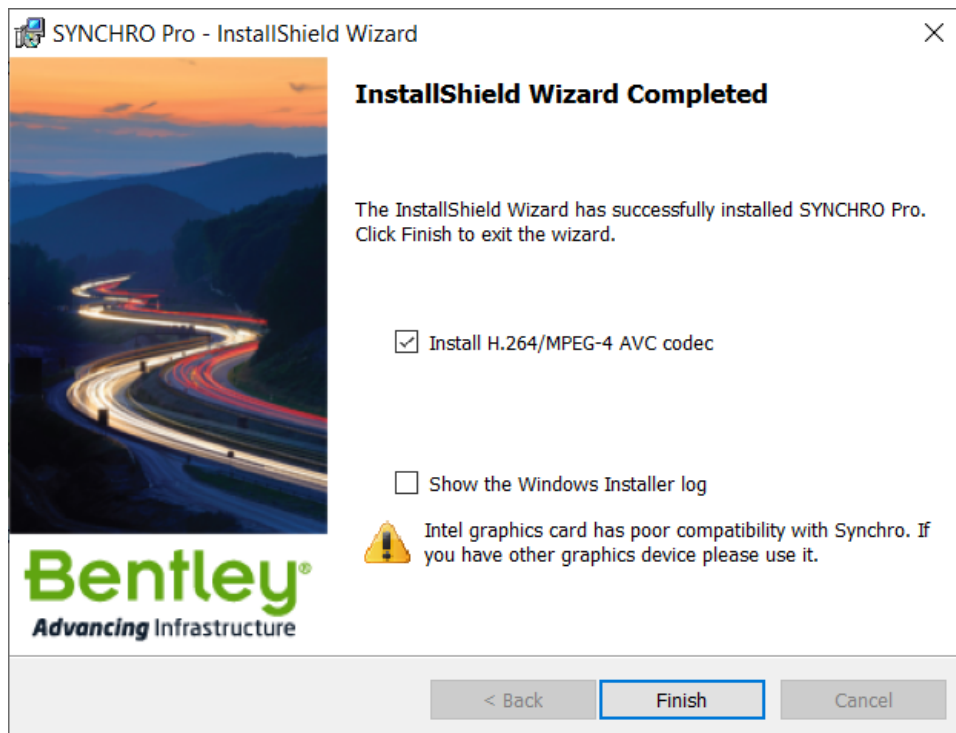 SYNCHRO Pro - InstallShield Wizard
InstallShield Wizard Completed
The InstallShield Wizard has successfully installed SYNCHRO Pro.
Click Finish to exit the wizard.
Install H.264/MPEG-4 AVC codec
Show the Windows Installer log
Intel graphics card has poor compatibility with Synchro. If
you have other graphics device please use it.
Bentley®
Advancing Infrastructure
< Back
Finish
Cancel